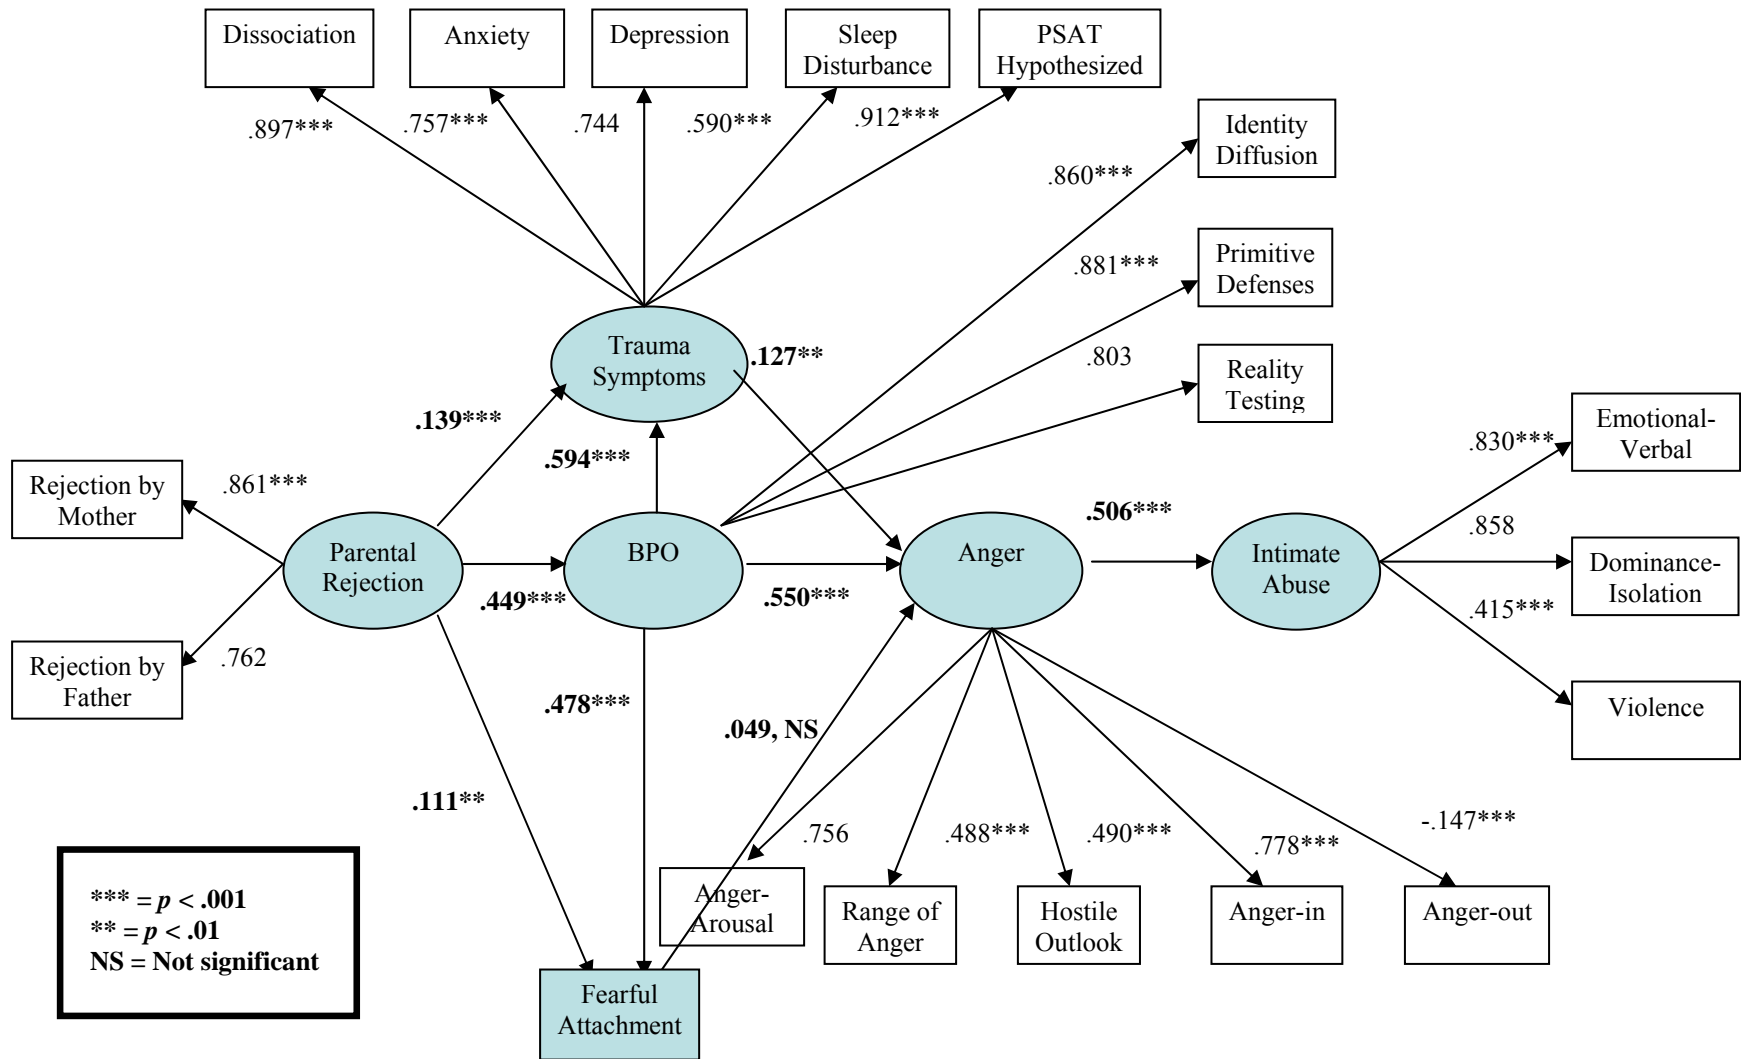 Dissociation
Anxiety
Depression
Sleep
Disturbance
PSAT
Hypothesized
.897***
.757***
.744
.590***
.912***
Identity
Diffusion
.860***
Primitive
Defenses
.881***
Reality
Testing
.803
Trauma
Symptoms
.127**
.139***
.594***
Emotional-
Verbal
.830***
Rejection by
Mother
.861***
Parental
Rejection
BPO
Anger
.506***
Intimate
Abuse
.858
Dominance-
Isolation
.449***
.550***
.415***
Rejection by
Father
.762
.478***
.049, NS
Violence
.111**
.756
.488***
.490***
.778***
-.147***
Anger-
Arousal
Range of
Anger
Hostile
Outlook
Anger-in
Anger-out
*** = p < .001
** = p < .01
NS = Not significant
Fearful
Attachment